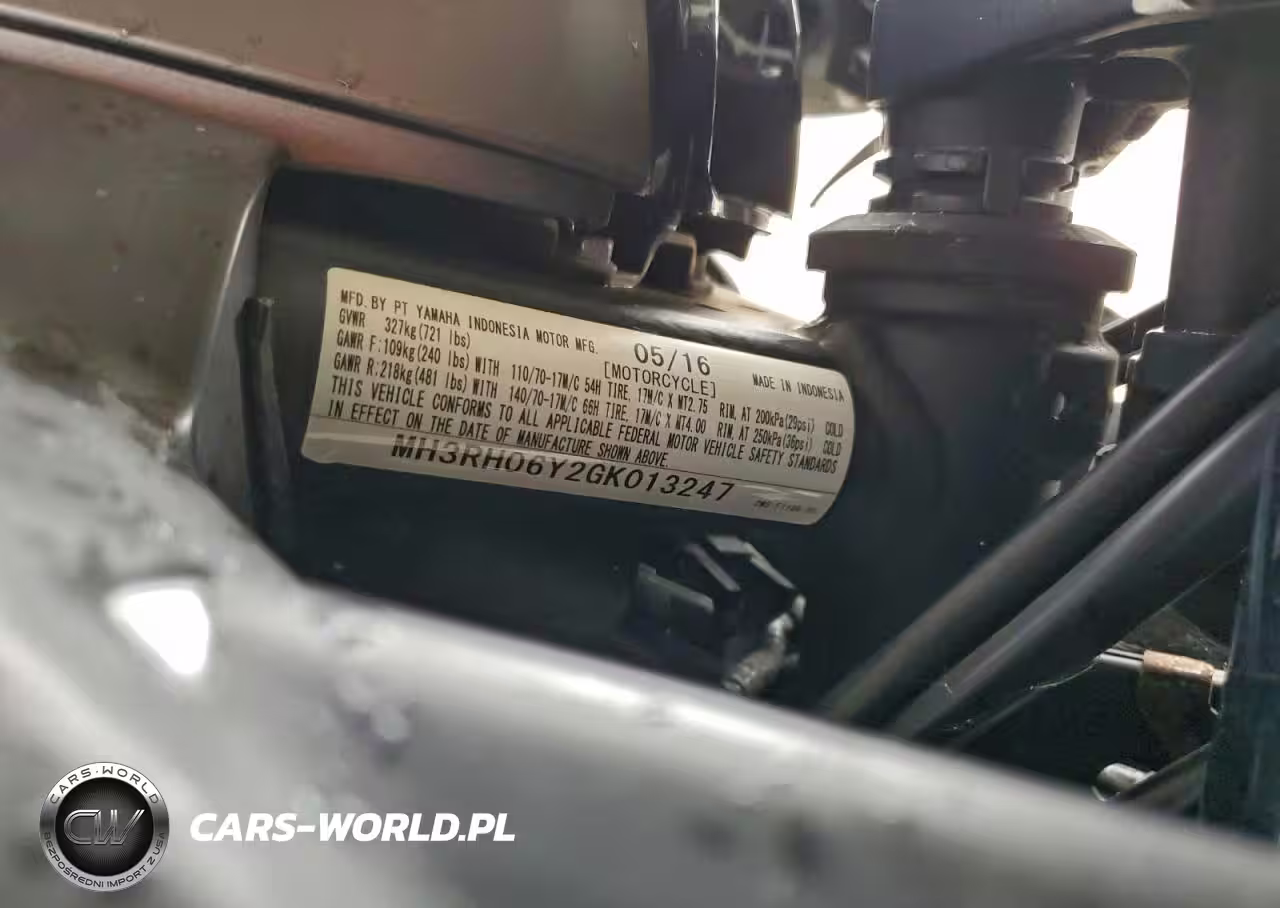 MFD. BY PT YAMAHA INDONESIA MOTOR MFG. 05/16 MADE IN INDONESIA
GVWR 327kg(721 lbs) [MOTORCYCLE]
GAWR F:109kg(240 lbs) WITH 110/70-17M/C 54H TIRE, 17M/C X MT2.75 RIM, AT 200kPa(29psi) COLD
GAWR R:218kg(481 lbs) WITH 140/70-17M/C 66H TIRE, 17M/C X MT4.00 RIM, AT 250kPa(36psi) COLD
THIS VEHICLE CONFORMS TO ALL APPLICABLE FEDERAL MOTOR VEHICLE SAFETY STANDARDS
IN EFFECT ON THE DATE OF MANUFACTURE SHOWN ABOVE.
MH3RH06Y2GK013247
CARS-WORLD
CW
BEZPOŚREDNI IMPORT Z USA
CARS-WORLD.PL